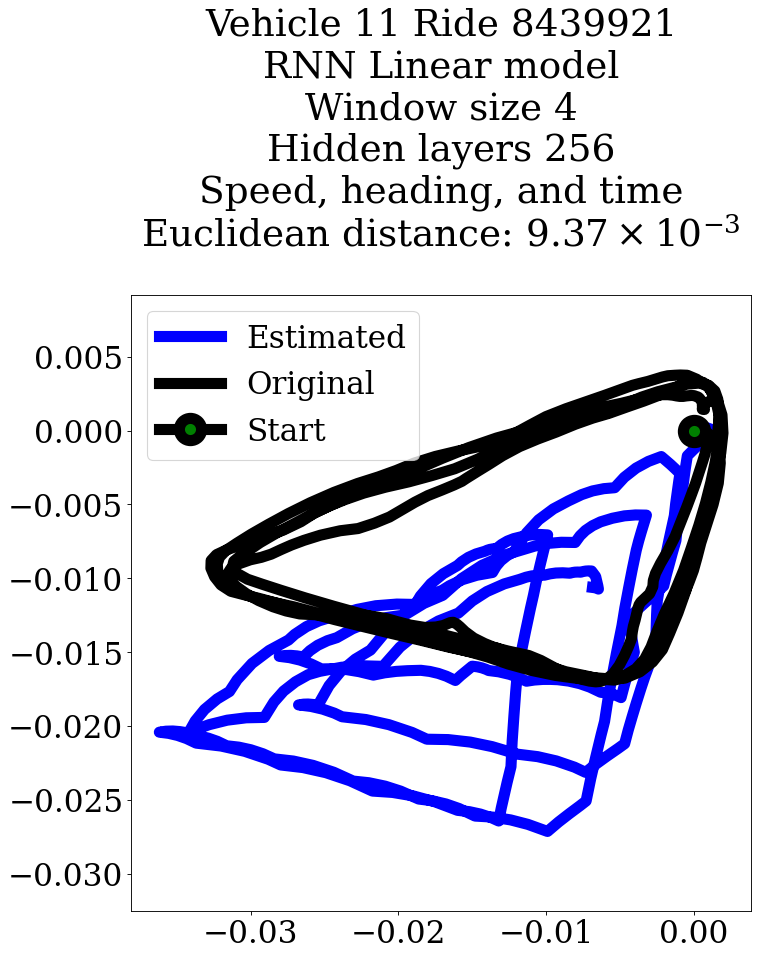 Vehicle 11 Ride 8439921
RNN Linear model
Window size 4
Hidden layers 256
Speed, heading, and time
Euclidean distance: 9.37 × 10⁻³
Estimated
Original
Start
0.005
0.000
−0.005
−0.010
−0.015
−0.020
−0.025
−0.030
−0.03
−0.02
−0.01
0.00